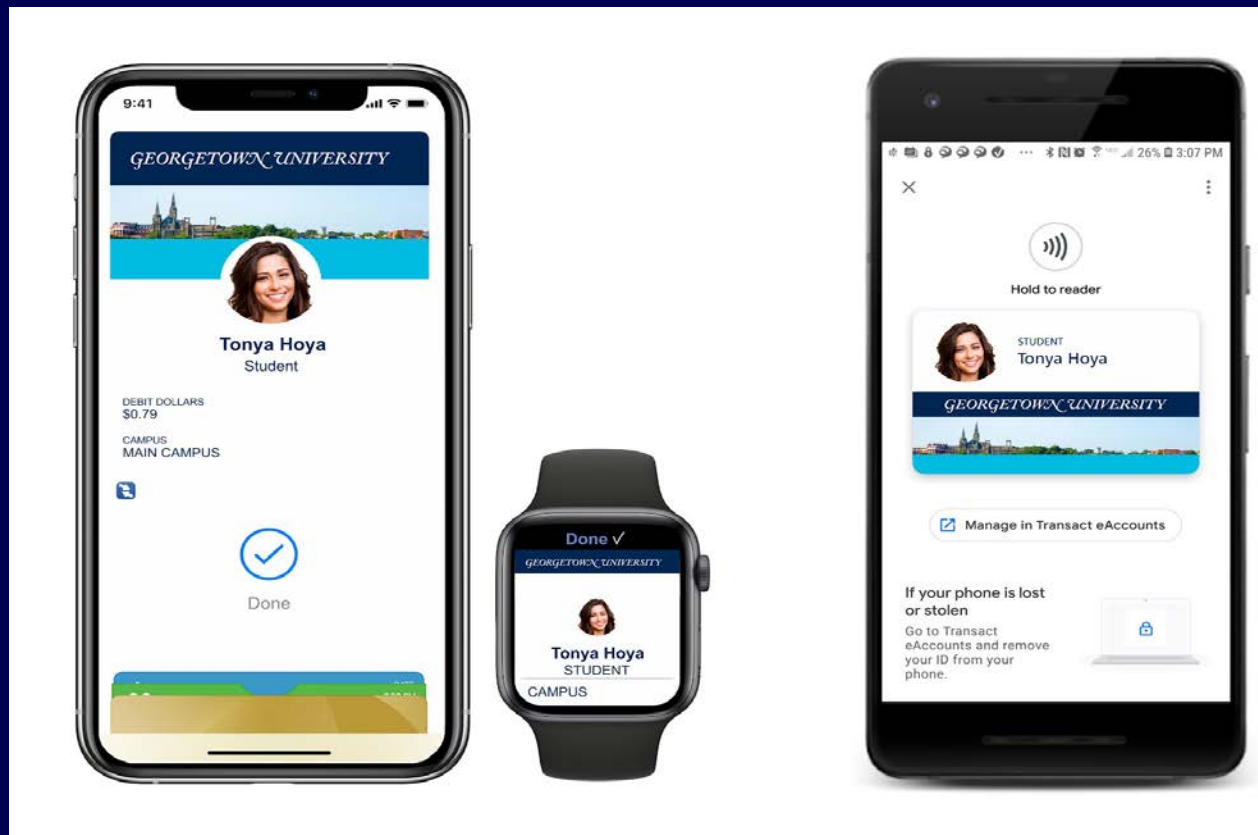 9:41
GEORGETOWN UNIVERSITY
Tonya Hoya
Student
DEBIT DOLLARS
$0.79
CAMPUS
MAIN CAMPUS
Done
Done ✓
GEORGETOWN UNIVERSITY
Tonya Hoya
STUDENT
CAMPUS
26% 3:07 PM
Hold to reader
STUDENT
Tonya Hoya
GEORGETOWN UNIVERSITY
Manage in Transact eAccounts
If your phone is lost
or stolen
Go to Transact
eAccounts and remove
your ID from your
phone.